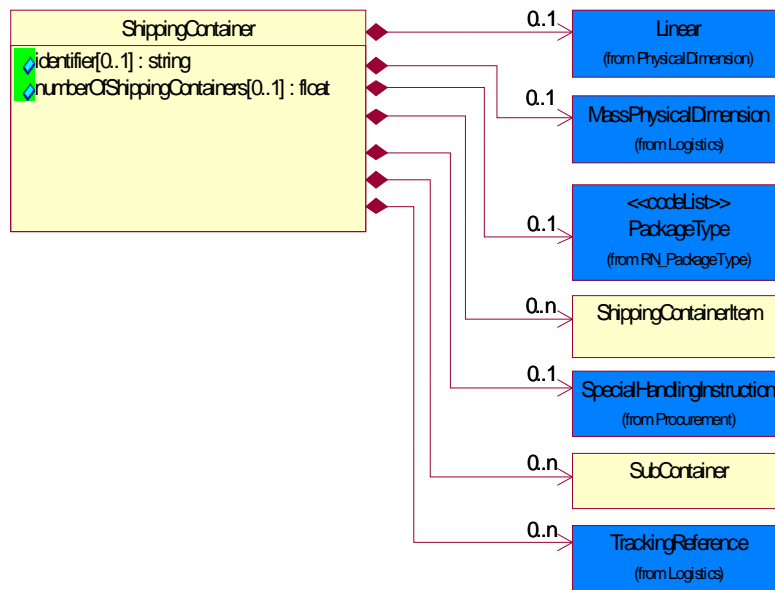 ShippingContainer
identifier[0..1] : string
numberOfShippingContainers[0..1] : float
0..1
Linear
(from PhysicalDimension)
0..1
MassPhysicalDimension
(from Logistics)
0..1
<<codeList>>
PackageType
(from RN_PackageType)
0..n
ShippingContainerItem
0..1
SpecialHandlingInstruction
(from Procurement)
0..n
SubContainer
0..n
TrackingReference
(from Logistics)